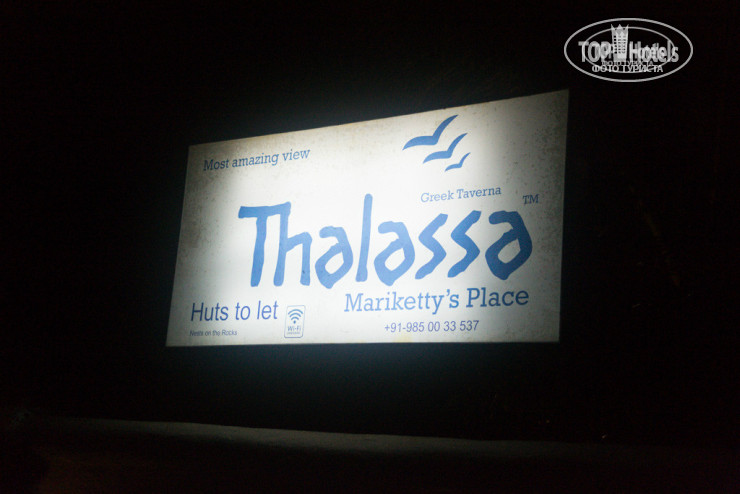 TOP Hotels
ФОТО ТУРИСТА
Most amazing view
Greek Taverna
Thalassa TM
Mariketty's Place
Huts to let
Wi-Fi
Nests on the Rocks
+91-985 00 33 537